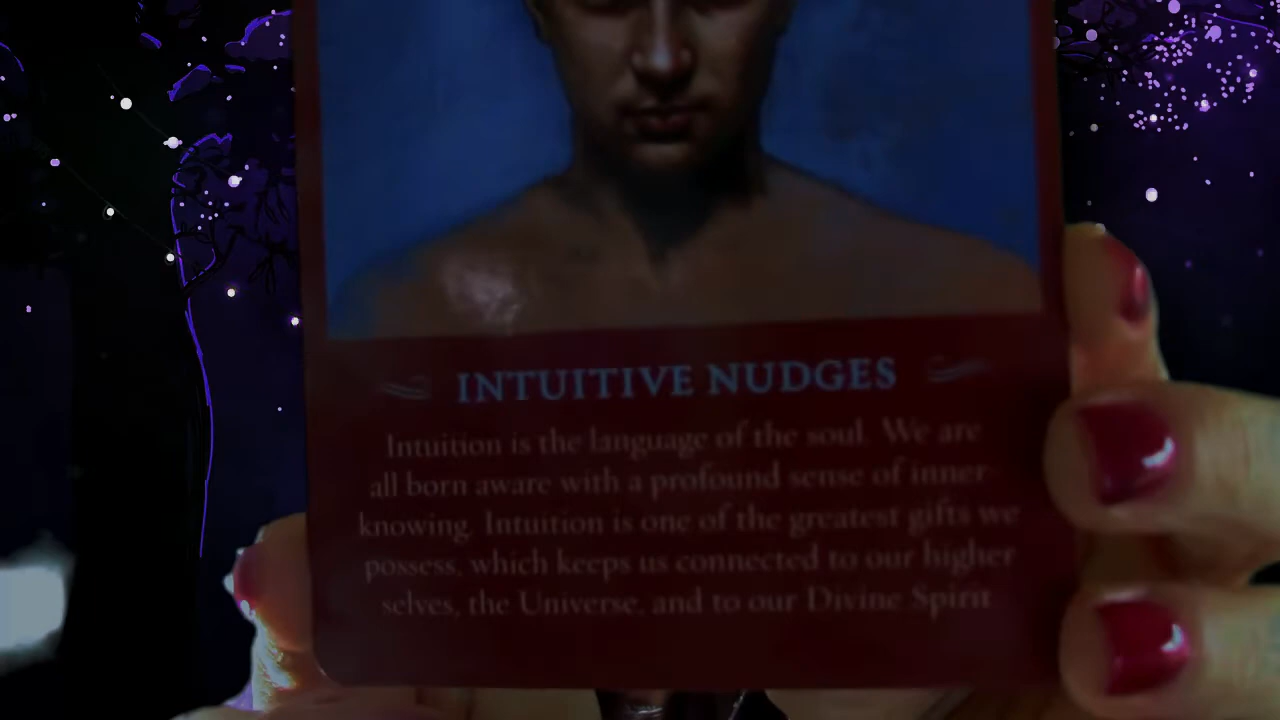 INTUITIVE NUDGES
Intuition is the language of the soul. We are
all born aware with a profound sense of inner
knowing. Intuition is one of the greatest gifts we
possess, which keeps us connected to our higher
selves, the Universe, and to our Divine Spirit